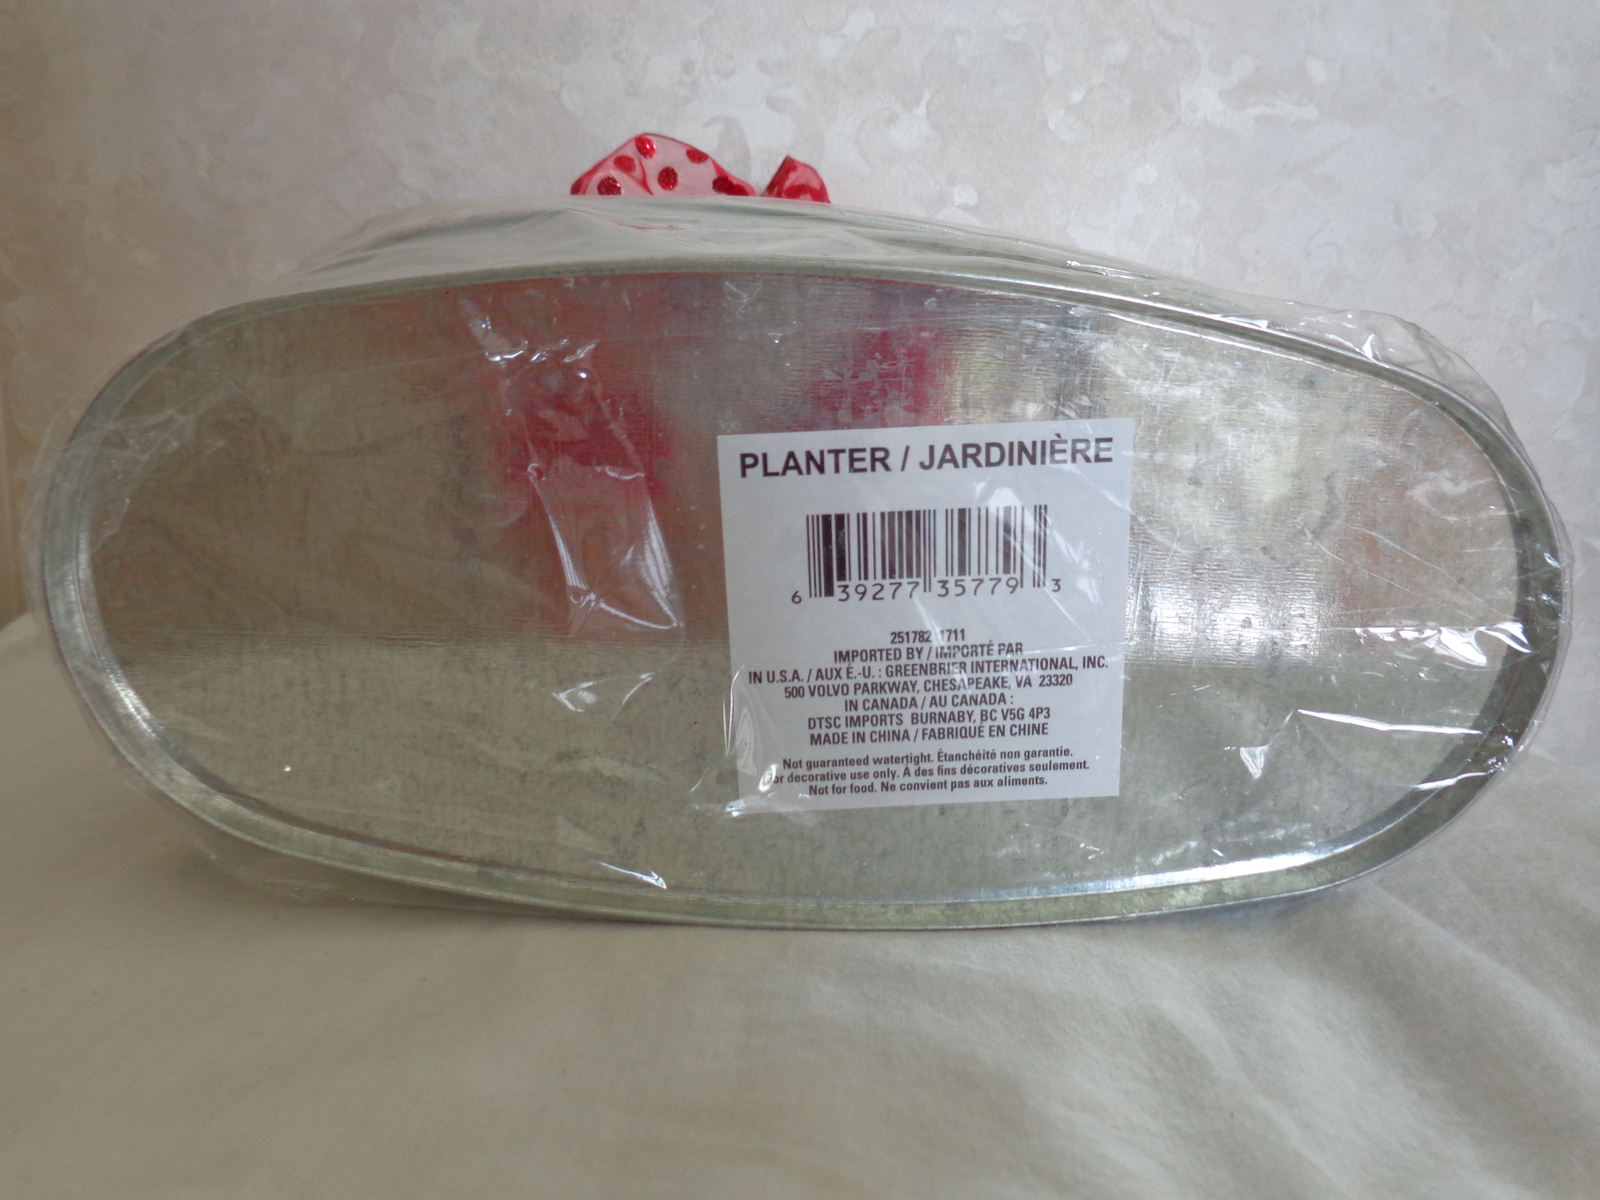 PLANTER / JARDINIÈRE
6 39277 35779 3
251782 1711
IMPORTED BY / IMPORTÉ PAR
IN U.S.A. / AUX É.-U. : GREENBRIER INTERNATIONAL, INC.
500 VOLVO PARKWAY, CHESAPEAKE, VA 23320
IN CANADA / AU CANADA :
DTSC IMPORTS BURNABY, BC V5G 4P3
MADE IN CHINA / FABRIQUÉ EN CHINE
Not guaranteed watertight. Étanchéité non garantie.
For decorative use only. À des fins décoratives seulement.
Not for food. Ne convient pas aux aliments.